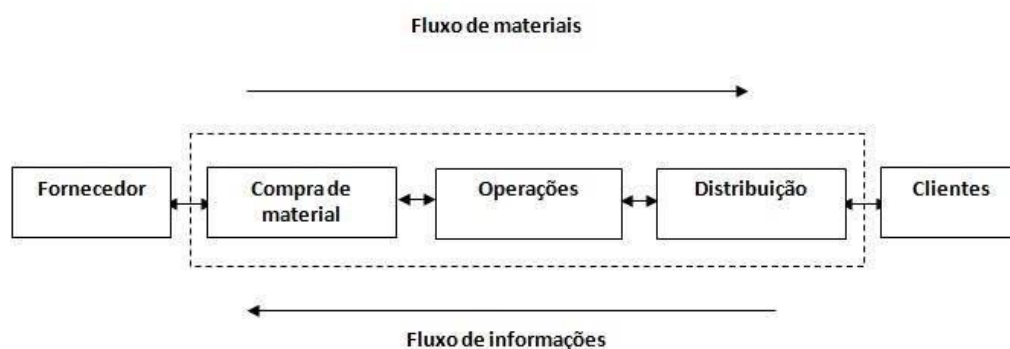 Fluxo de materiais
Fornecedor
Compra de
material
Operações
Distribuição
Clientes
Fluxo de informações